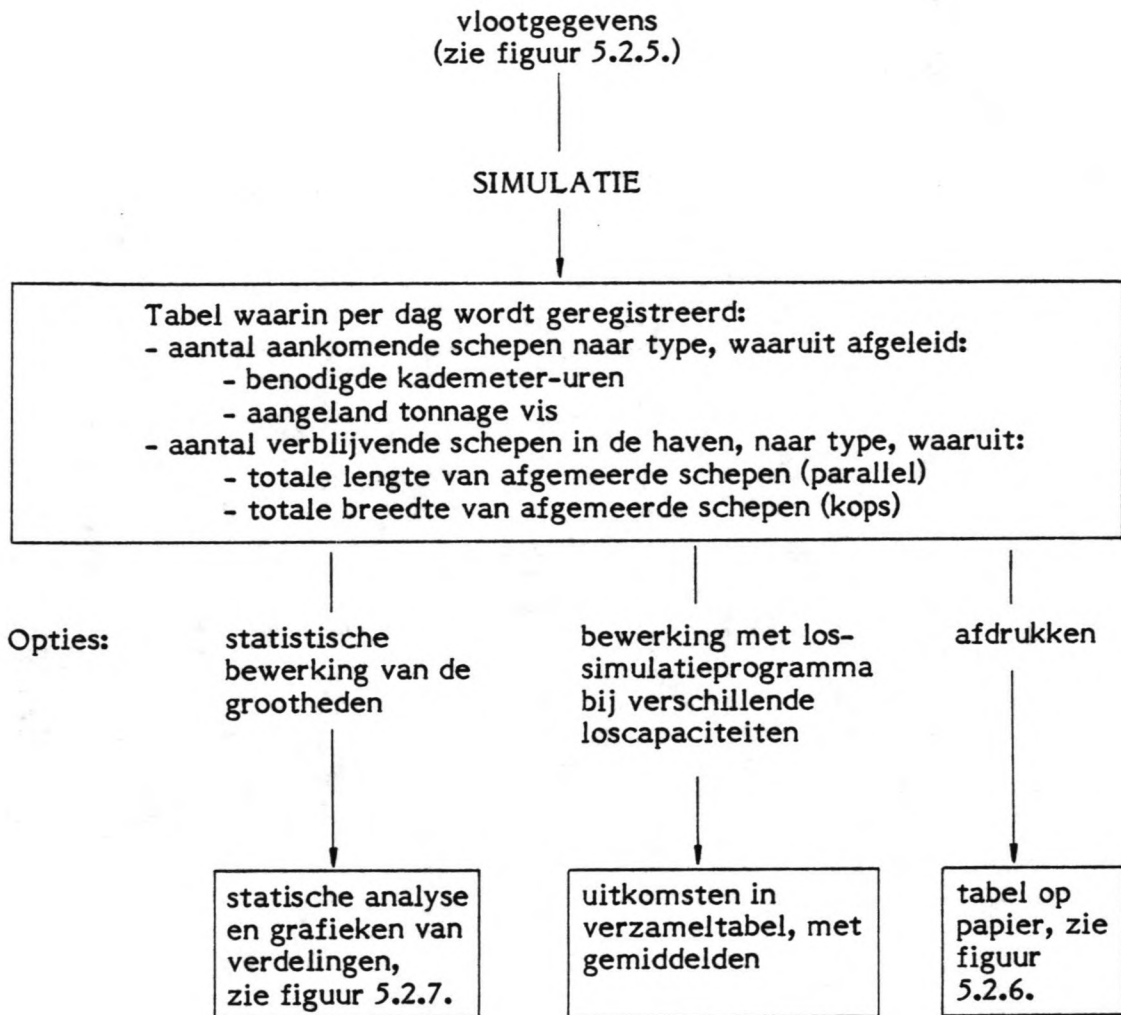 vlootgegevens
(zie figuur 5.2.5.)
SIMULATIE
Tabel waarin per dag wordt geregistreerd:
- aantal aankomende schepen naar type, waaruit afgeleid:
- benodigde kademeter-uren
- aangeland tonnage vis
- aantal verblijvende schepen in de haven, naar type, waaruit:
- totale lengte van afgemeerde schepen (parallel)
- totale breedte van afgemeerde schepen (kops)
Opties:
statistische
bewerking van de
grootheden
bewerking met los-
simulatieprogramma
bij verschillende
loscapaciteiten
afdrukken
statische analyse
en grafieken van
verdelingen,
zie figuur 5.2.7.
uitkomsten in
verzameltabel, met
gemiddelden
tabel op
papier, zie
figuur
5.2.6.